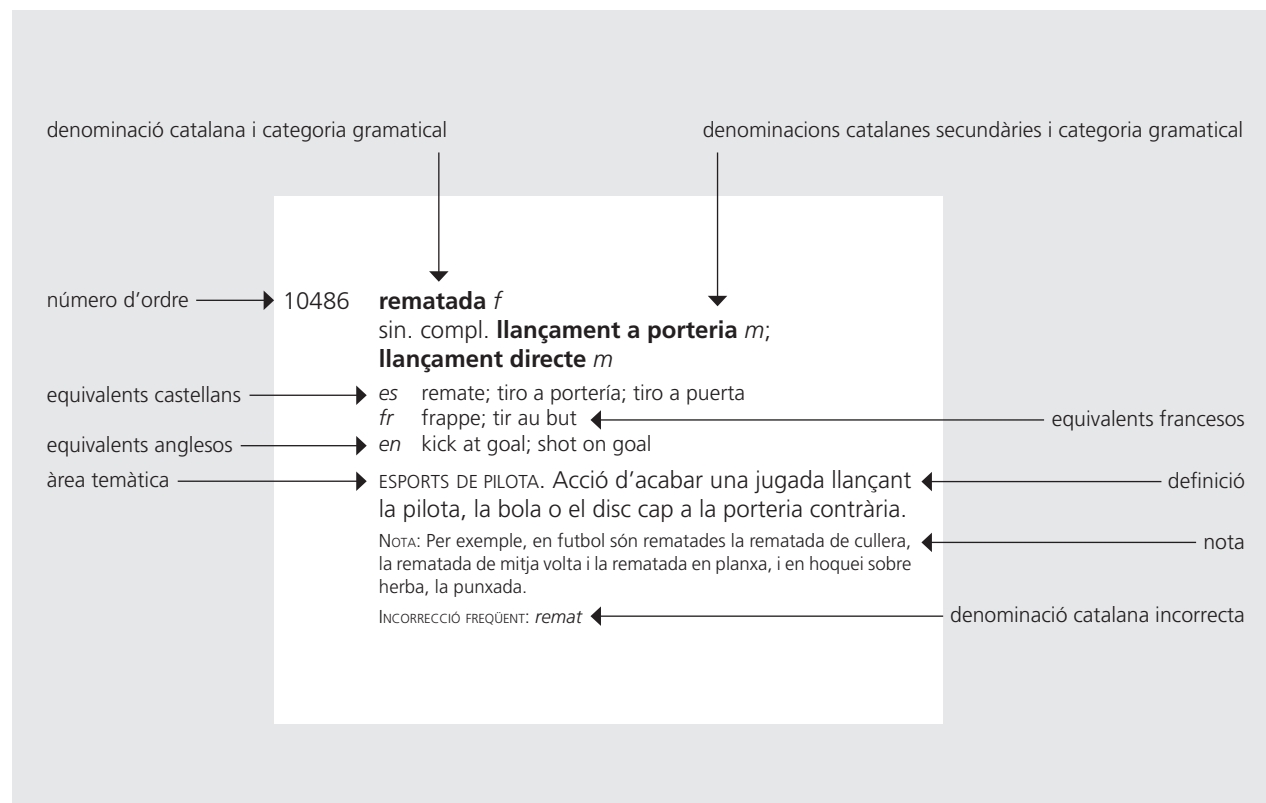 denominació catalana i categoria gramatical
denominacions catalanes secundàries i categoria gramatical
número d'ordre
10486 rematada f
sin. compl. llançament a porteria m;
llançament directe m
equivalents castellans
es remate; tiro a portería; tiro a puerta
fr frappe; tir au but
equivalents francesos
equivalents anglesos
en kick at goal; shot on goal
àrea temàtica
ESPORTS DE PILOTA. Acció d'acabar una jugada llançant
la pilota, la bola o el disc cap a la porteria contrària.
definició
NOTA: Per exemple, en futbol són rematades la rematada de cullera,
la rematada de mitja volta i la rematada en planxa, i en hoquei sobre
herba, la punxada.
nota
INCORRECCIÓ FREQÜENT: remat
denominació catalana incorrecta